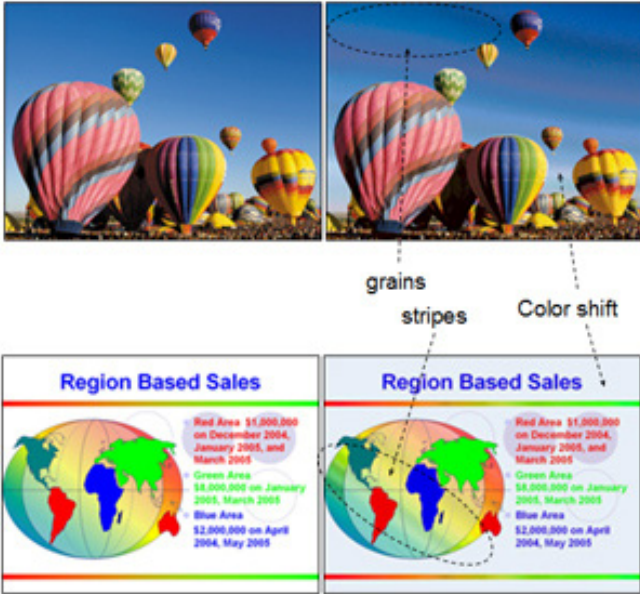 grains
stripes
Color shift
Region Based Sales
Red Area $1,000,000
on December 2004,
January 2005, and
March 2005
Green Area
$8,000,000 on January
2005, March 2005
Blue Area
$2,000,000 on April
2004, May 2005
Region Based Sales
Red Area $1,000,000
on December 2004,
January 2005, and
March 2005
Green Area
$8,000,000 on January
2005, March 2005
Blue Area
$2,000,000 on April
2004, May 2005